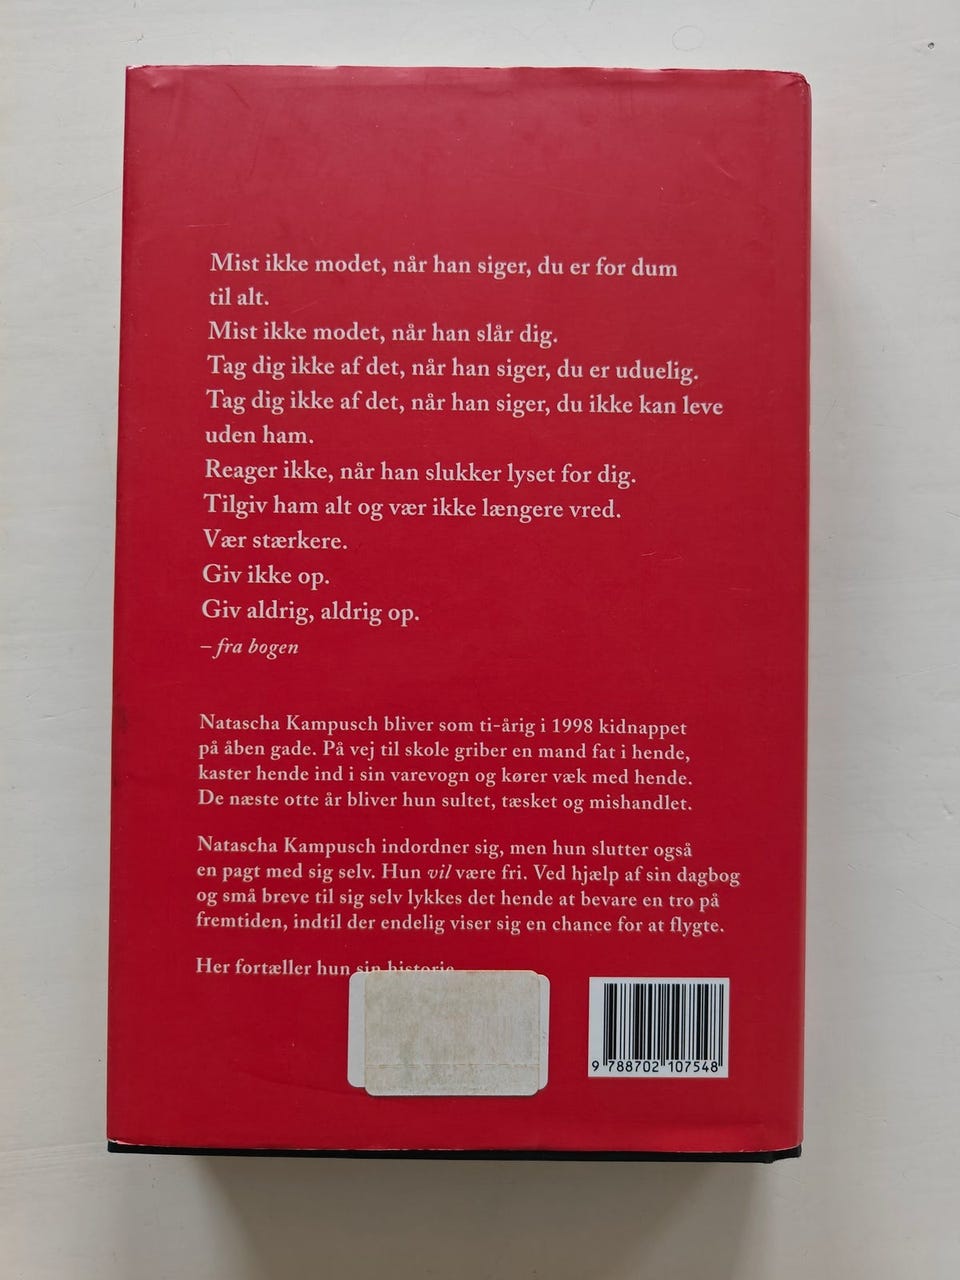 Mist ikke modet, når han siger, du er for dum
til alt.
Mist ikke modet, når han slår dig.
Tag dig ikke af det, når han siger, du er uduelig.
Tag dig ikke af det, når han siger, du ikke kan leve
uden ham.
Reager ikke, når han slukker lyset for dig.
Tilgiv ham alt og vær ikke længere vred.
Vær stærkere.
Giv ikke op.
Giv aldrig, aldrig op.
– fra bogen
Natascha Kampusch bliver som ti-årig i 1998 kidnappet
på åben gade. På vej til skole griber en mand fat i hende,
kaster hende ind i sin varevogn og kører væk med hende.
De næste otte år bliver hun sultet, tæsket og mishandlet.
Natascha Kampusch indordner sig, men hun slutter også
en pagt med sig selv. Hun vil være fri. Ved hjælp af sin dagbog
og små breve til sig selv lykkes det hende at bevare en tro på
fremtiden, indtil der endelig viser sig en chance for at flygte.
Her fortæller hun sin historie
9 788702 107548